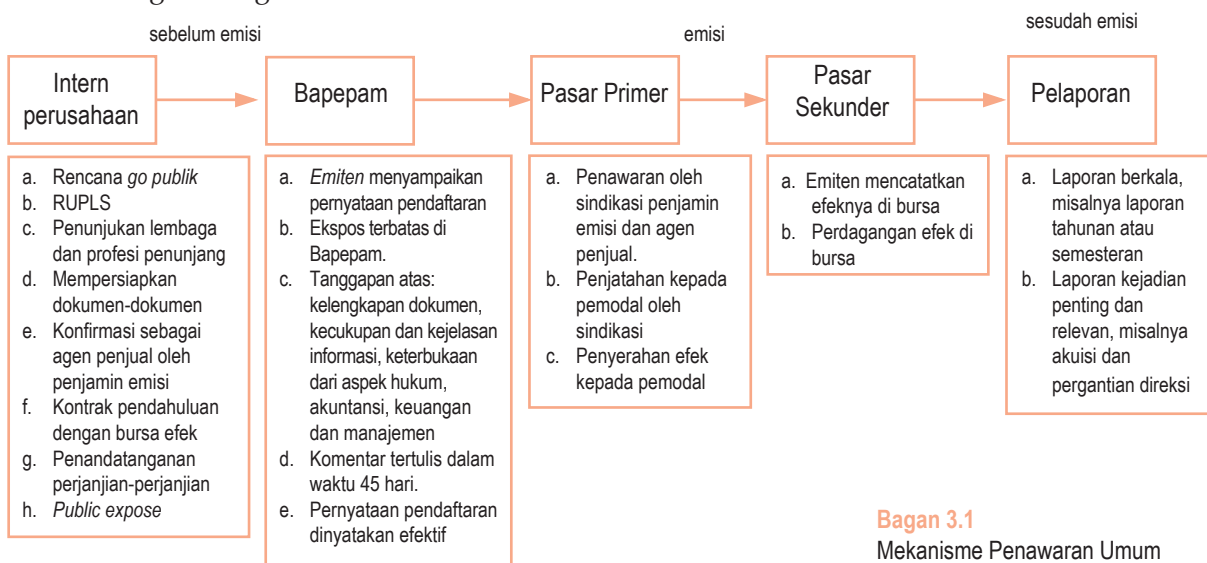 sebelum emisi
emisi
sesudah emisi
Intern
perusahaan
Bapepam
Pasar Primer
Pasar
Sekunder
Pelaporan
a. Rencana go publik
b. RUPLS
c. Penunjukan lembaga
dan profesi penunjang
d. Mempersiapkan
dokumen-dokumen
e. Konfirmasi sebagai
agen penjual oleh
penjamin emisi
f. Kontrak pendahuluan
dengan bursa efek
g. Penandatanganan
perjanjian-perjanjian
h. Public expose
a. Emiten menyampaikan
pernyataan pendaftaran
b. Ekspos terbatas di
Bapepam.
c. Tanggapan atas:
kelengkapan dokumen,
kecukupan dan kejelasan
informasi, keterbukaan
dari aspek hukum,
akuntansi, keuangan
dan manajemen
d. Komentar tertulis dalam
waktu 45 hari.
e. Pernyataan pendaftaran
dinyatakan efektif
a. Penawaran oleh
sindikasi penjamin
emisi dan agen
penjual.
b. Penjatahan kepada
pemodal oleh
sindikasi
c. Penyerahan efek
kepada pemodal
a. Emiten mencatatkan
efeknya di bursa
b. Perdagangan efek di
bursa
a. Laporan berkala,
misalnya laporan
tahunan atau
semesteran
b. Laporan kejadian
penting dan
relevan, misalnya
akuisi dan
pergantian direksi
Bagan 3.1
Mekanisme Penawaran Umum